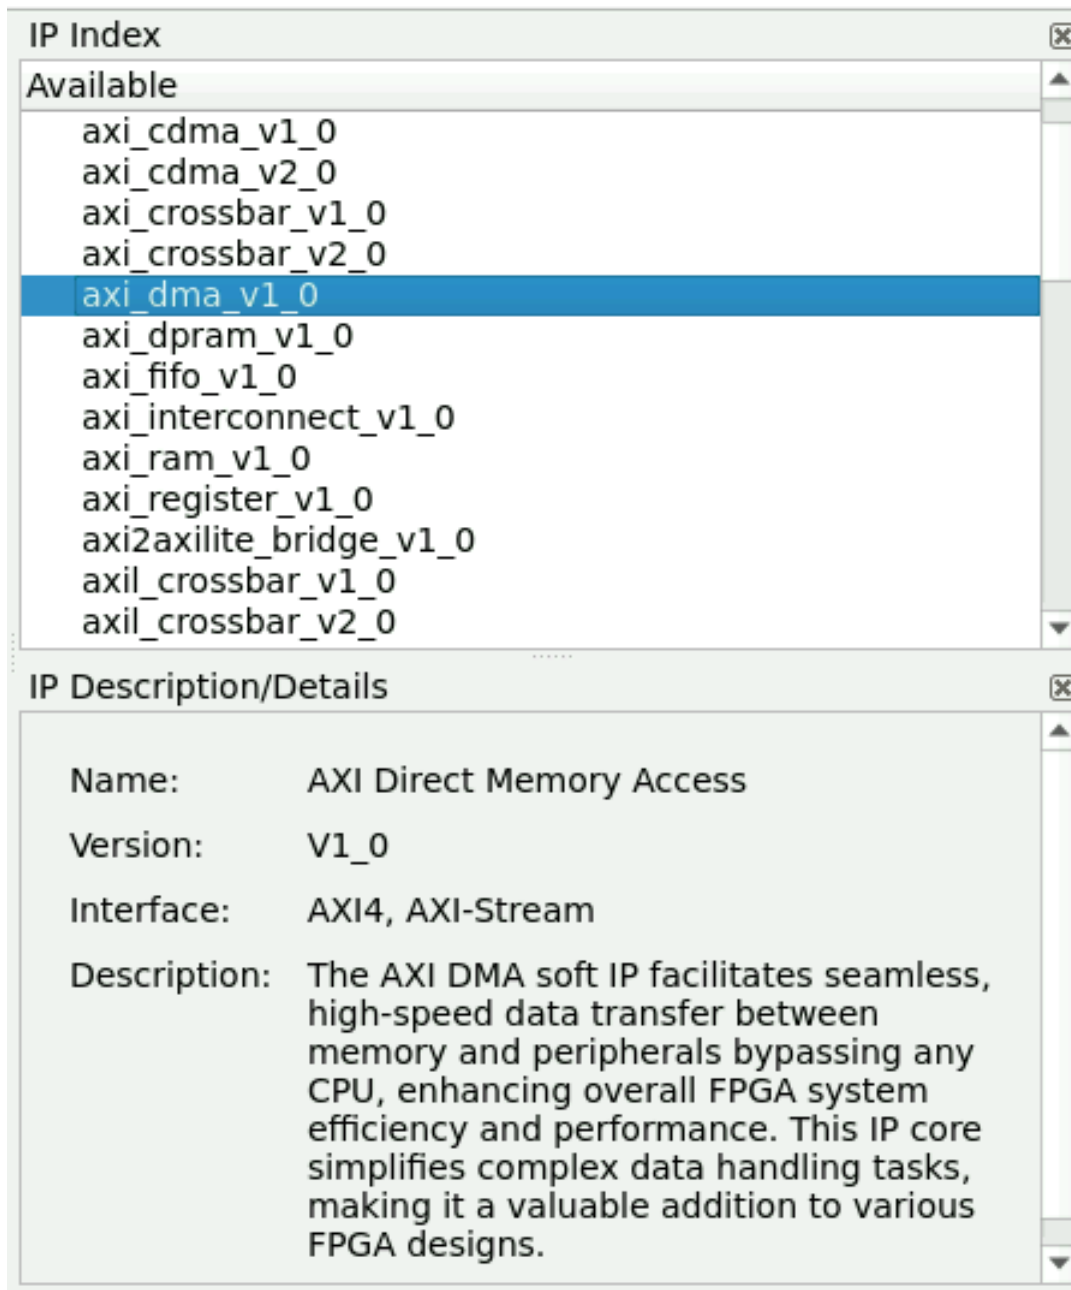 IP Index
Available
axi_cdma_v1_0
axi_cdma_v2_0
axi_crossbar_v1_0
axi_crossbar_v2_0
axi_dma_v1_0
axi_dpram_v1_0
axi_fifo_v1_0
axi_interconnect_v1_0
axi_ram_v1_0
axi_register_v1_0
axi2axilite_bridge_v1_0
axil_crossbar_v1_0
axil_crossbar_v2_0
IP Description/Details
Name: AXI Direct Memory Access
Version: V1_0
Interface: AXI4, AXI-Stream
Description: The AXI DMA soft IP facilitates seamless,
high-speed data transfer between
memory and peripherals bypassing any
CPU, enhancing overall FPGA system
efficiency and performance. This IP core
simplifies complex data handling tasks,
making it a valuable addition to various
FPGA designs.